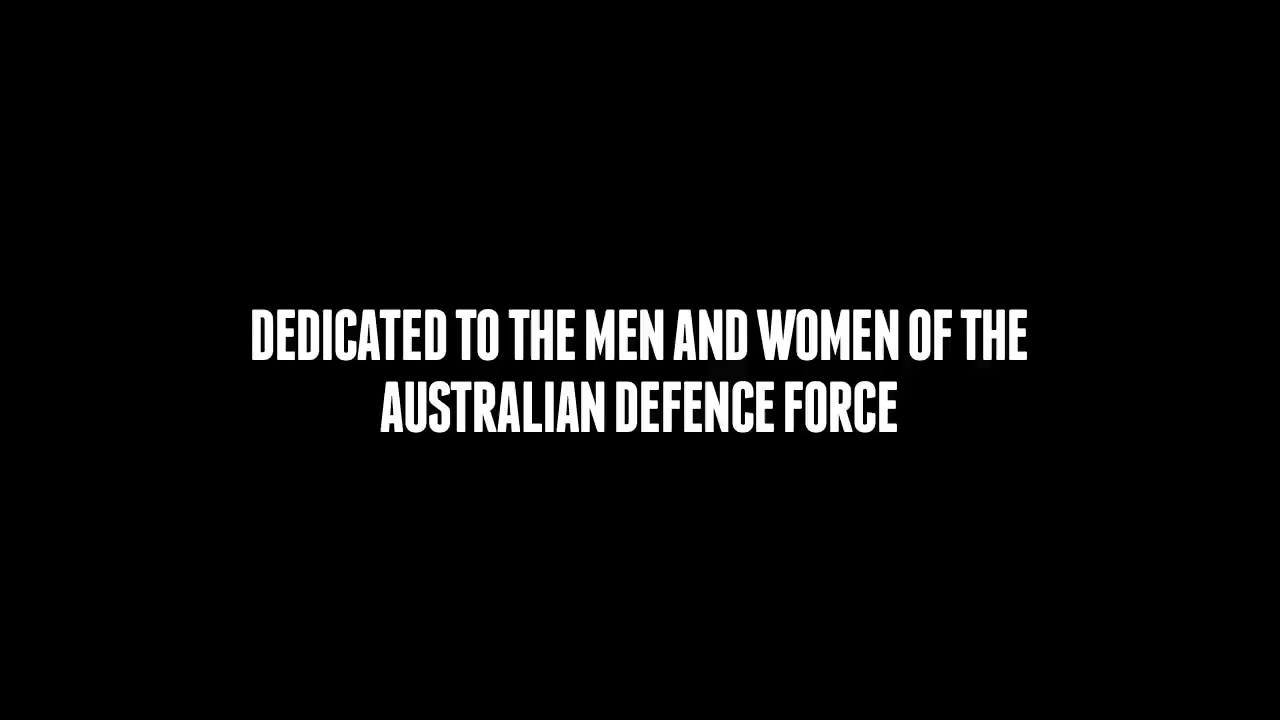 DEDICATED TO THE MEN AND WOMEN OF THE
AUSTRALIAN DEFENCE FORCE